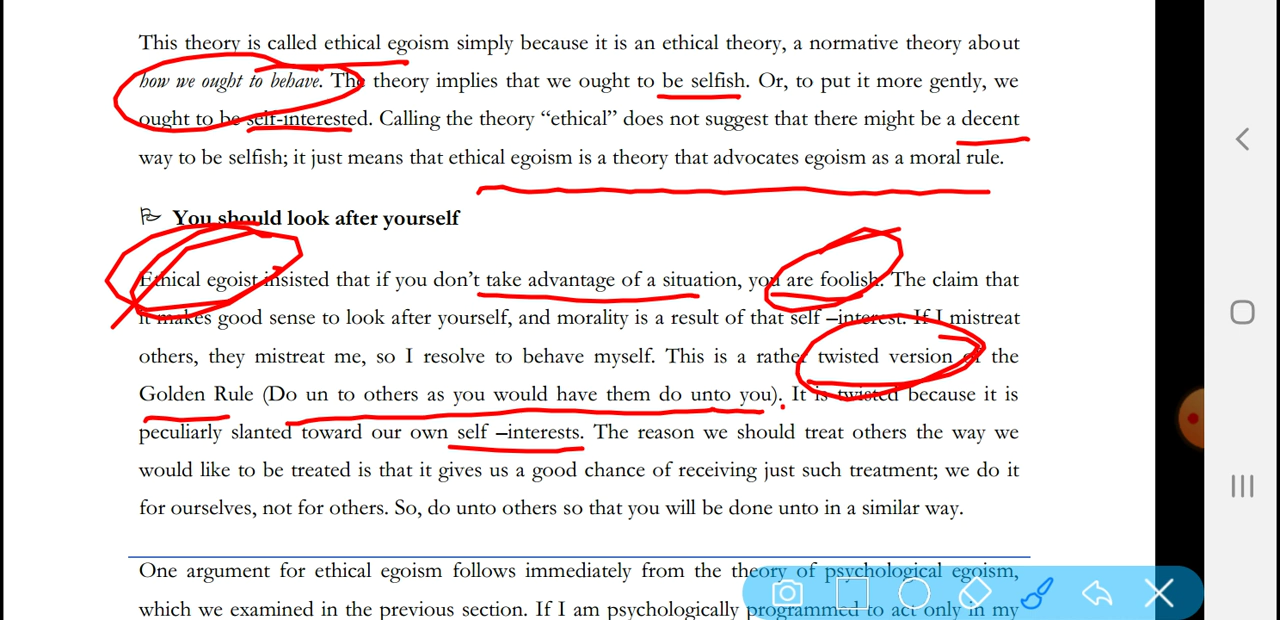 This theory is called ethical egoism simply because it is an ethical theory, a normative theory about
how we ought to behave. The theory implies that we ought to be selfish. Or, to put it more gently, we
ought to be self-interested. Calling the theory “ethical” does not suggest that there might be a decent
way to be selfish; it just means that ethical egoism is a theory that advocates egoism as a moral rule.
You should look after yourself
Ethical egoist insisted that if you don’t take advantage of a situation, you are foolish. The claim that
it makes good sense to look after yourself, and morality is a result of that self –interest. If I mistreat
others, they mistreat me, so I resolve to behave myself. This is a rather twisted version of the
Golden Rule (Do un to others as you would have them do unto you). It is twisted because it is
peculiarly slanted toward our own self –interests. The reason we should treat others the way we
would like to be treated is that it gives us a good chance of receiving just such treatment; we do it
for ourselves, not for others. So, do unto others so that you will be done unto in a similar way.
One argument for ethical egoism follows immediately from the theory of psychological egoism,
which we examined in the previous section. If I am psychologically programmed to act only in my